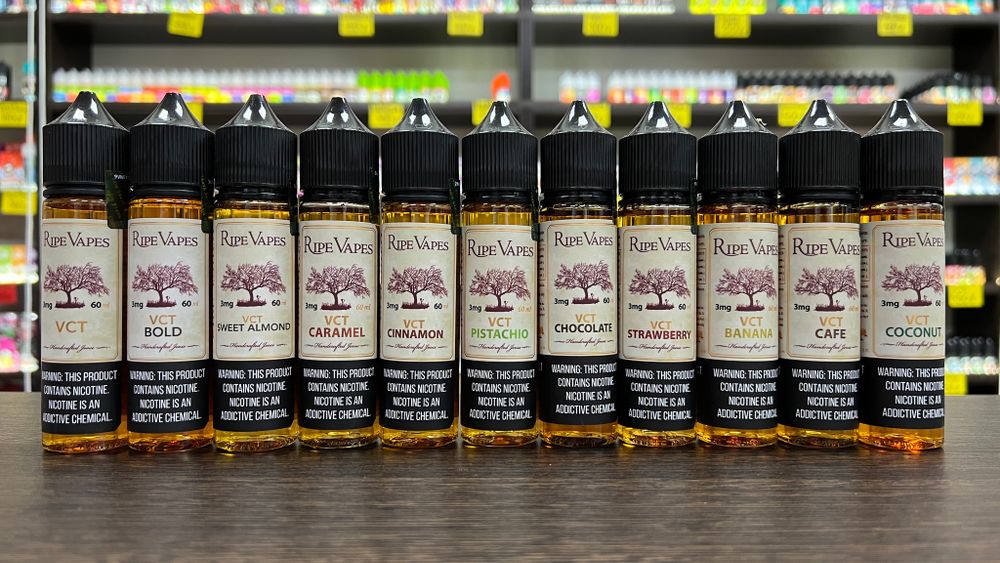 RIPE VAPES
3mg 60
VCT
Handcrafted Juice
WARNING: THIS PRODUCT
CONTAINS NICOTINE.
NICOTINE IS AN
ADDICTIVE CHEMICAL.
RIPE VAPES
3mg 60 ml
VCT
BOLD
Handcrafted Juice
WARNING: THIS PRODUCT
CONTAINS NICOTINE.
NICOTINE IS AN
ADDICTIVE CHEMICAL.
RIPE VAPES
3mg 60
VCT
SWEET ALMOND
Handcrafted Juice
WARNING: THIS PRODUCT
CONTAINS NICOTINE.
NICOTINE IS AN
ADDICTIVE CHEMICAL.
RIPE VAPES
3mg 60 ml
VCT
CARAMEL
Handcrafted Juice
WARNING: THIS PRODUCT
CONTAINS NICOTINE.
NICOTINE IS AN
ADDICTIVE CHEMICAL.
RIPE VAPES
3mg 60
VCT
CINNAMON
Handcrafted Juice
WARNING: THIS PRODUCT
CONTAINS NICOTINE.
NICOTINE IS AN
ADDICTIVE CHEMICAL.
RIPE VAPES
3mg 60 ml
VCT
PISTACHIO
Handcrafted Juice
WARNING: THIS PRODUCT
CONTAINS NICOTINE.
NICOTINE IS AN
ADDICTIVE CHEMICAL.
RIPE VAPES
3mg 60
VCT
CHOCOLATE
Handcrafted Juice
WARNING: THIS PRODUCT
CONTAINS NICOTINE.
NICOTINE IS AN
ADDICTIVE CHEMICAL.
RIPE VAPES
3mg 60
VCT
STRAWBERRY
Handcrafted Juice
WARNING: THIS PRODUCT
CONTAINS NICOTINE.
NICOTINE IS AN
ADDICTIVE CHEMICAL.
RIPE VAPES
3mg 60
VCT
BANANA
Handcrafted Juice
WARNING: THIS PRODUCT
CONTAINS NICOTINE.
NICOTINE IS AN
ADDICTIVE CHEMICAL.
RIPE VAPES
3mg 60
VCT
CAFE
Handcrafted Juice
WARNING: THIS PRODUCT
CONTAINS NICOTINE.
NICOTINE IS AN
ADDICTIVE CHEMICAL.
RIPE VAPES
3mg 60 ml
VCT
COCONUT
Handcrafted Juice
WARNING: THIS PRODUCT
CONTAINS NICOTINE.
NICOTINE IS AN
ADDICTIVE CHEMICAL.